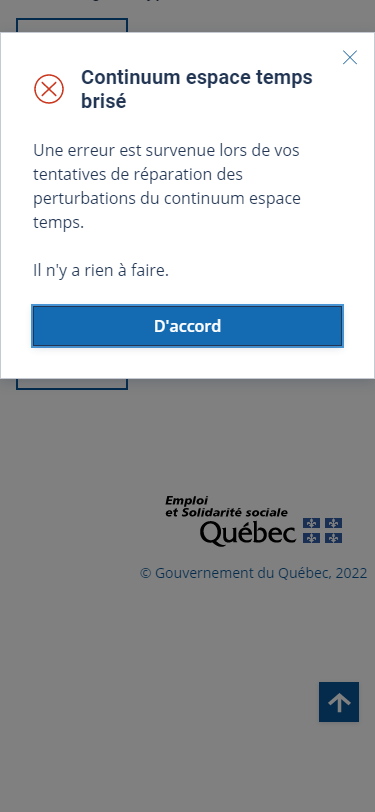 Continuum espace temps
brisé
Une erreur est survenue lors de vos
tentatives de réparation des
perturbations du continuum espace
temps.
Il n'y a rien à faire.
D'accord
Emploi
et Solidarité sociale
Québec
© Gouvernement du Québec, 2022